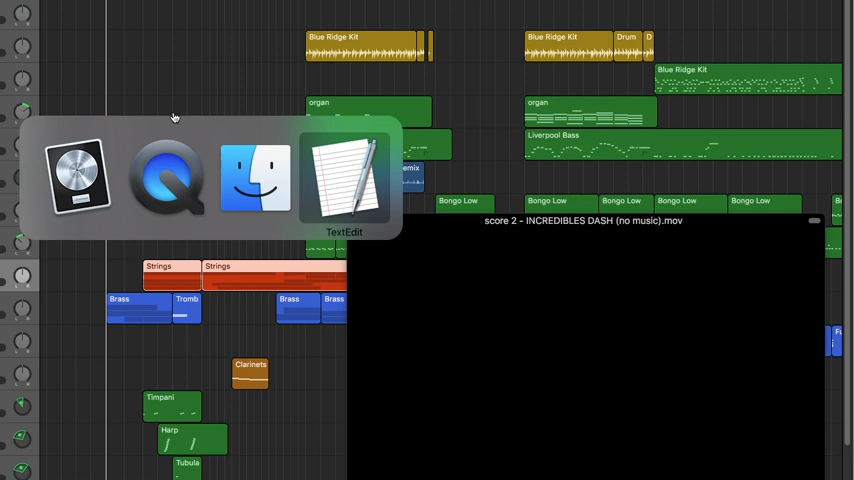 Blue Ridge Kit
Blue Ridge Kit
Drum
D
Blue Ridge Kit
organ
organ
Liverpool Bass
emix
Bongo Low
Bongo Low
Bongo Low
Bongo Low
Bongo Low
TextEdit
score 2 - INCREDIBLES DASH (no music).mov
Strings
Strings
Brass
Tromb
Brass
Brass
Clarinets
Timpani
Harp
Tubula